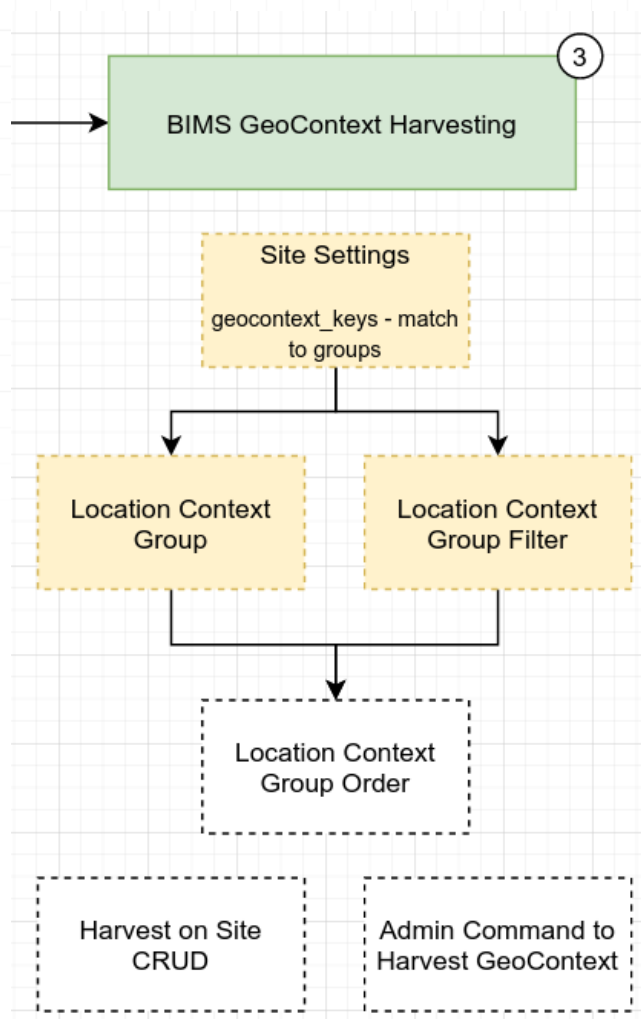 3
BIMS GeoContext Harvesting
Site Settings
geocontext_keys - match
to groups
Location Context
Group
Location Context
Group Filter
Location Context
Group Order
Harvest on Site
CRUD
Admin Command to
Harvest GeoContext